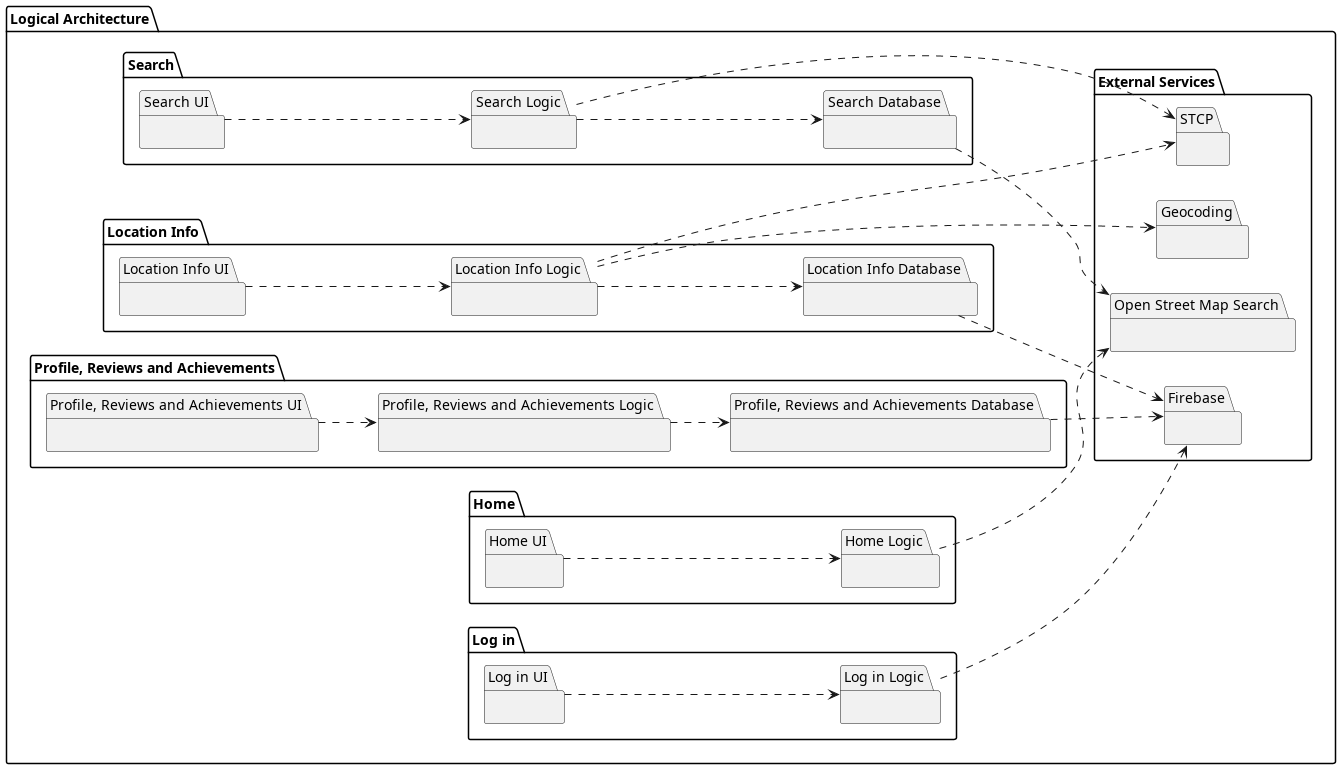 Logical Architecture
Search
Search UI
Search Logic
Search Database
External Services
STCP
Geocoding
Open Street Map Search
Firebase
Location Info
Location Info UI
Location Info Logic
Location Info Database
Profile, Reviews and Achievements
Profile, Reviews and Achievements UI
Profile, Reviews and Achievements Logic
Profile, Reviews and Achievements Database
Home
Home UI
Home Logic
Log in
Log in UI
Log in Logic